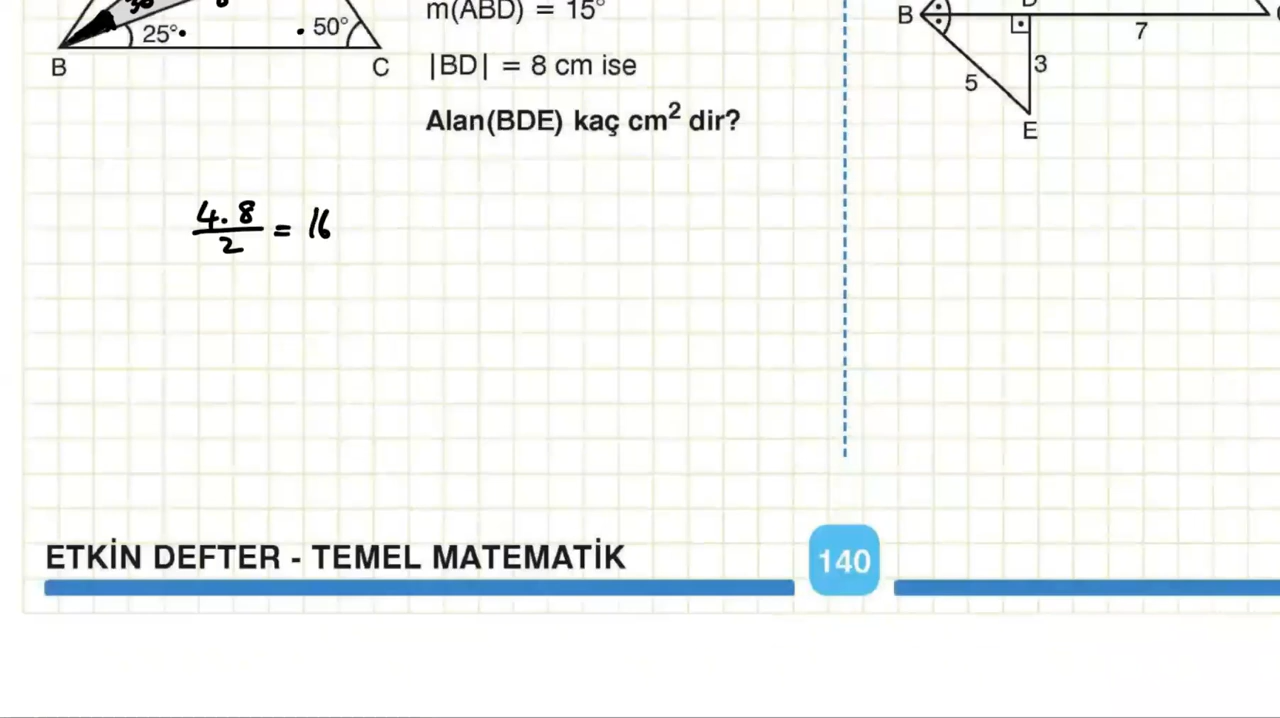 25°
50°
B
C
m(ABD) = 15°
|BD| = 8 cm ise
Alan(BDE) kaç cm² dir?
4.8
2
= 16
B
7
3
5
E
ETKİN DEFTER - TEMEL MATEMATİK
140